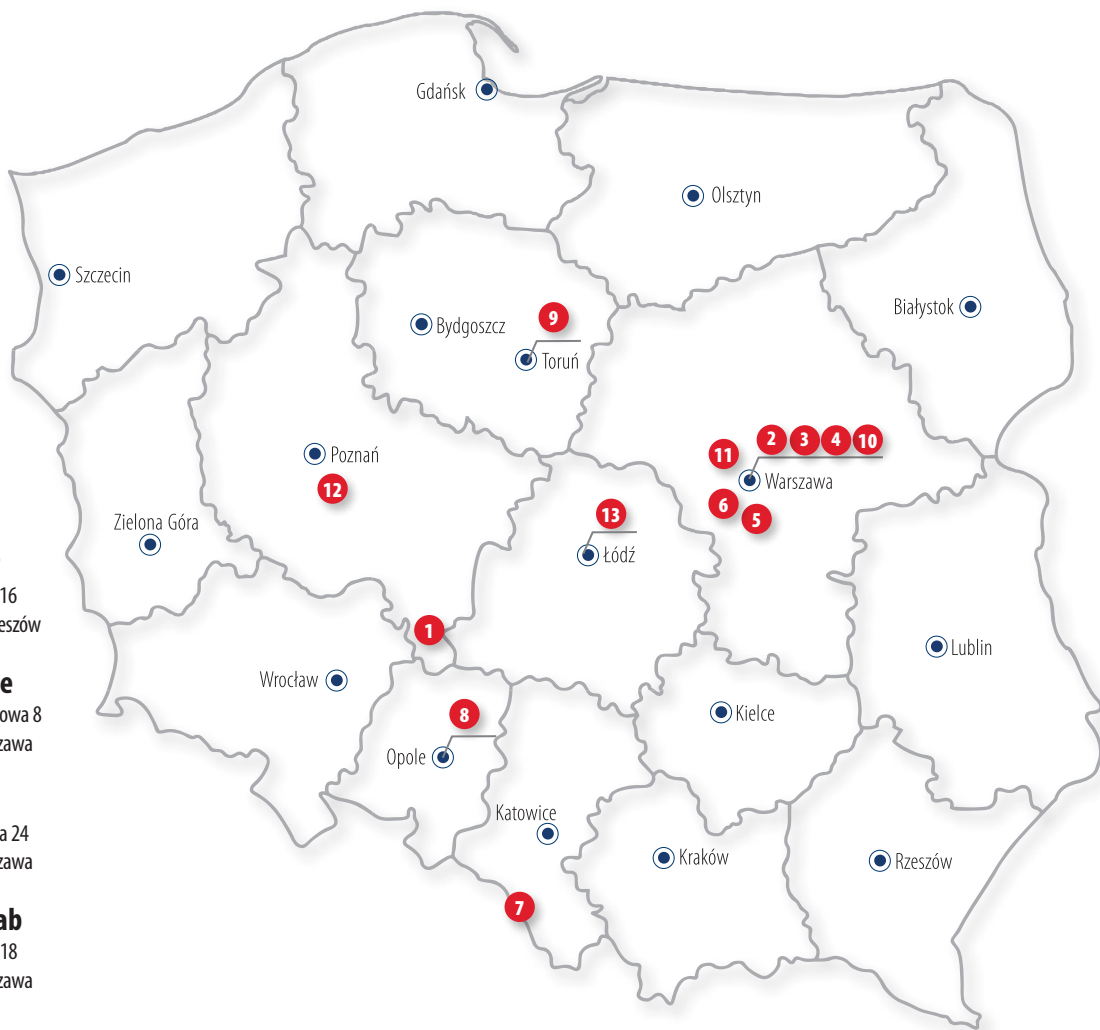 Gdańsk
Olsztyn
Szczecin
Białystok
Bydgoszcz
9
Toruń
2 3 4 10
11
Poznań
Warszawa
12
6
5
13
Zielona Góra
Łódź
16
eszów
1
Lublin
Wrocław
e
owa 8
8
Kielce
zawa
Opole
Katowice
a 24
zawa
Kraków
Rzeszów
7
ab
18
zawa